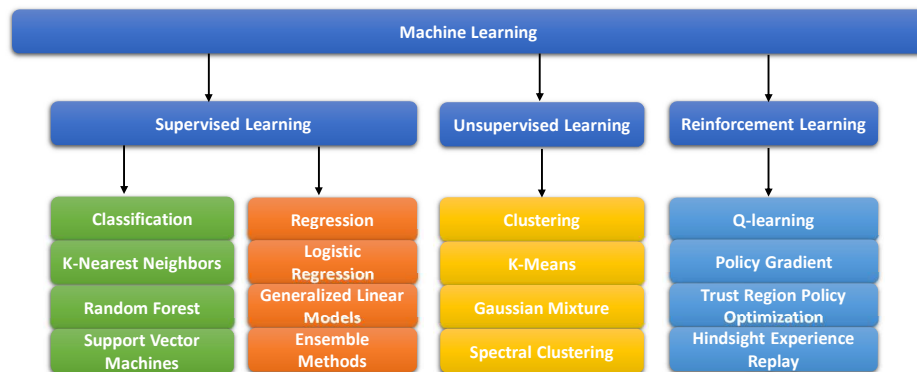 Machine Learning
Supervised Learning
Unsupervised Learning
Reinforcement Learning
Classification
K-Nearest Neighbors
Random Forest
Support Vector
Machines
Regression
Logistic
Regression
Generalized Linear
Models
Ensemble
Methods
Clustering
K-Means
Gaussian Mixture
Spectral Clustering
Q-learning
Policy Gradient
Trust Region Policy
Optimization
Hindsight Experience
Replay